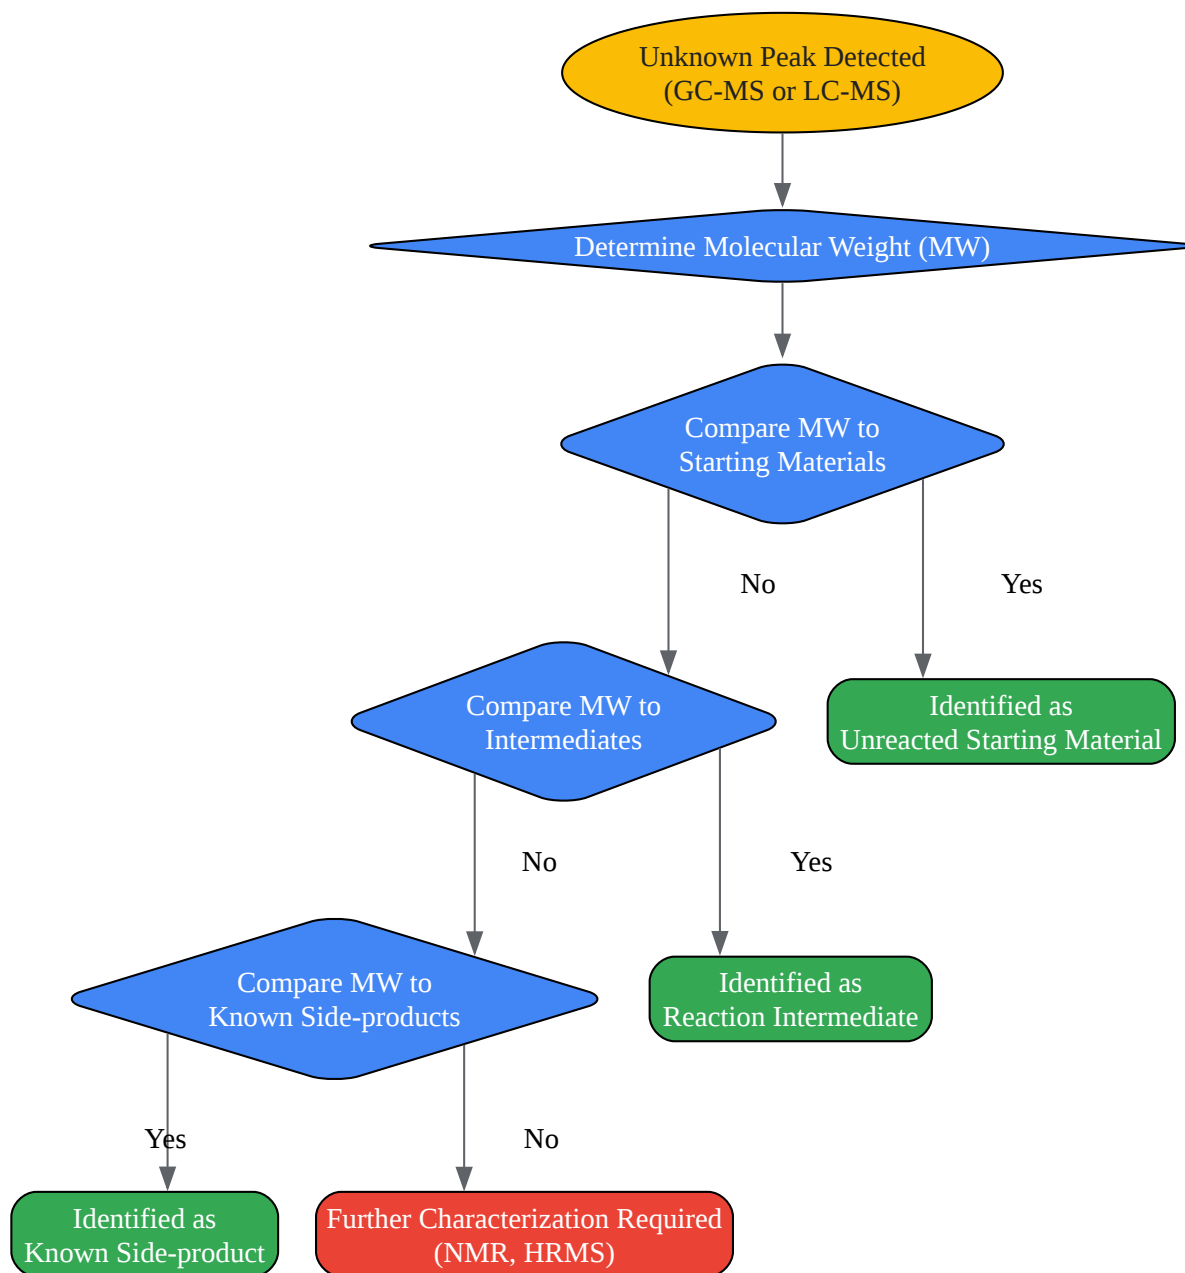 Unknown Peak Detected
(GC-MS or LC-MS)
Determine Molecular Weight (MW)
Compare MW to
Starting Materials
No
Yes
Compare MW to
Intermediates
Identified as
Unreacted Starting Material
No
Yes
Compare MW to
Known Side-products
Identified as
Reaction Intermediate
Yes
No
Identified as
Known Side-product
Further Characterization Required
(NMR, HRMS)